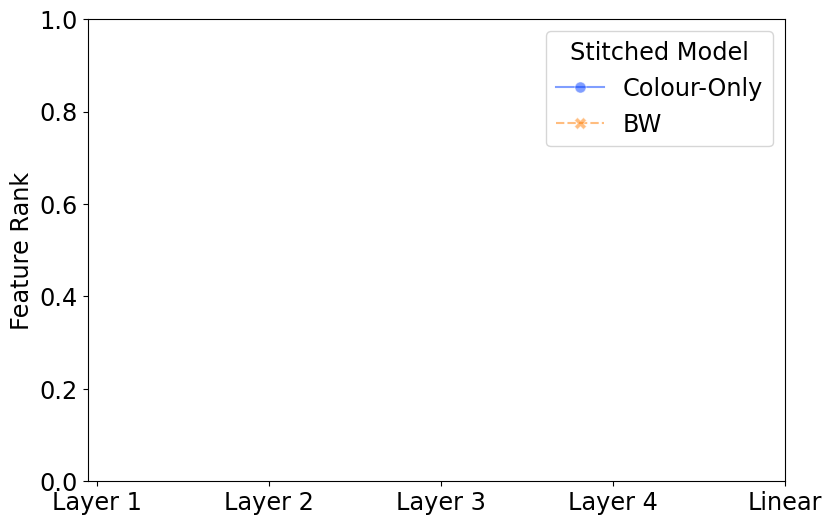 1.0
0.8
0.6
0.4
0.2
0.0
Feature Rank
Stitched Model
Colour-Only
BW
Layer 1 Layer 2 Layer 3 Layer 4 Linear